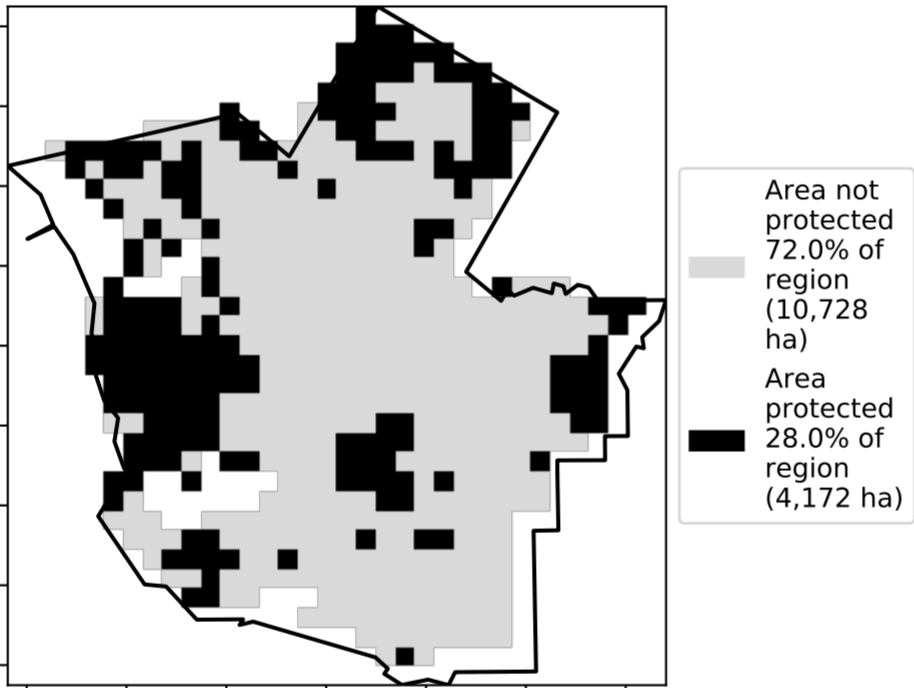 Area not
protected
72.0% of
region
(10,728
ha)
Area
protected
28.0% of
region
(4,172 ha)